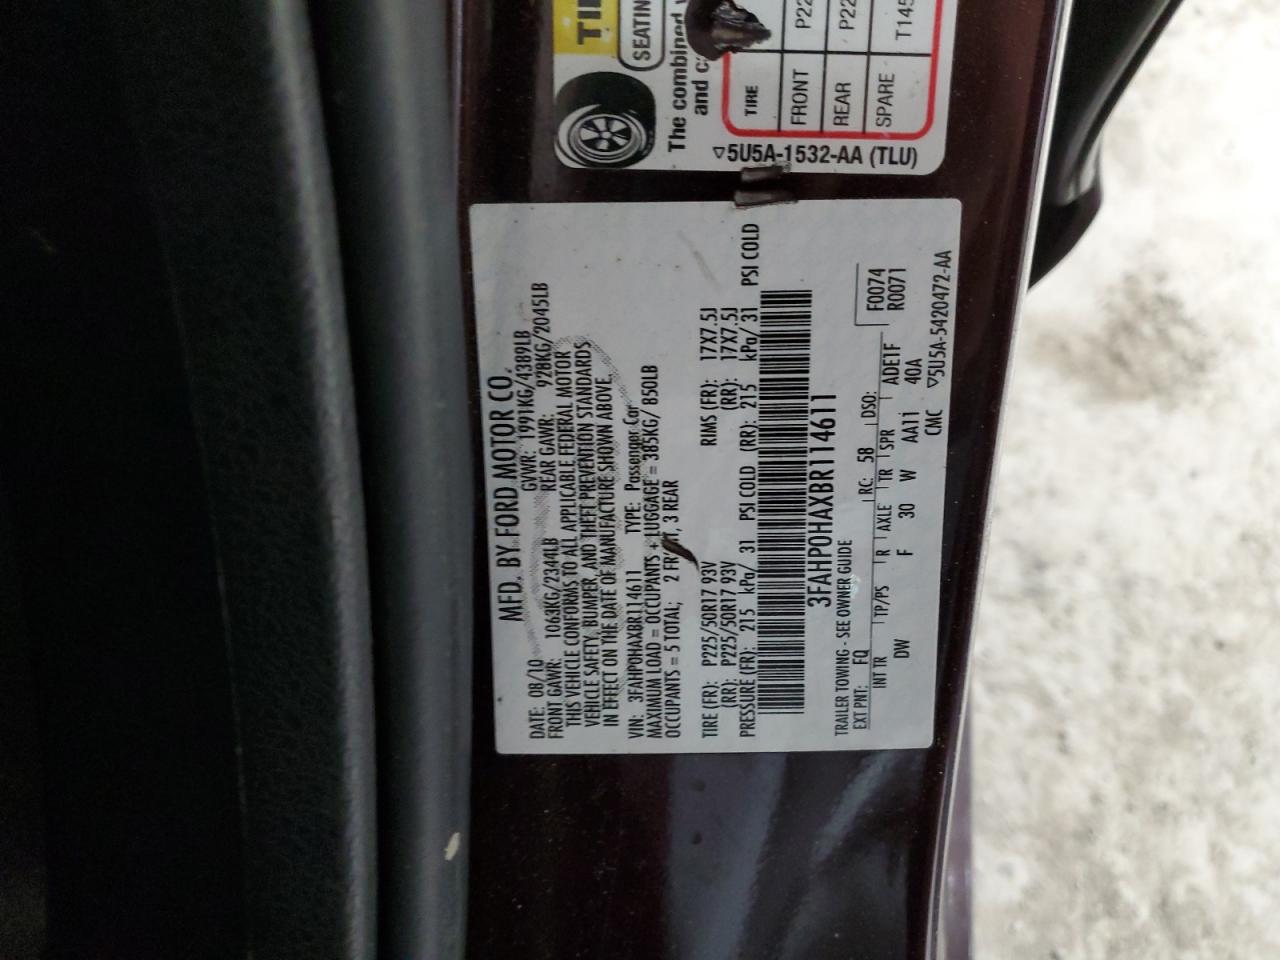 TI
SEATIN
The combined
and c
TIRE
FRONT P22
REAR P22
SPARE T145
▽5U5A-1532-AA (TLU)
MFD. BY FORD MOTOR CO.
DATE: 08/10 GVWR: 1991KG/4389LB
FRONT GAWR: 1063KG/2344LB REAR GAWR: 928KG/2045LB
THIS VEHICLE CONFORMS TO ALL APPLICABLE FEDERAL MOTOR
VEHICLE SAFETY, BUMPER, AND THEFT PREVENTION STANDARDS
IN EFFECT ON THE DATE OF MANUFACTURE SHOWN ABOVE.
VIN: 3FAHP0HAXBR114611 TYPE: Passenger Car
MAXIMUM LOAD = OCCUPANTS + LUGGAGE = 385KG/ 850LB
OCCUPANTS = 5 TOTAL; 2 FR T, 3 REAR
TIRE (FR): P225/50R17 93V RIMS (FR): 17X7.5J
(RR): P225/50R17 93V (RR): 17X7.5J
PRESSURE (FR): 215 kPa/ 31 PSI COLD (RR): 215 kPa/ 31 PSI COLD
3FAHP0HAXBR114611
TRAILER TOWING - SEE OWNER GUIDE
EXT PNT: FQ RC: 58 DSO: F0074
R0071
INT TR TP/PS R AXLE TR SPR ADE1F
DW F 30 W AA11 40A
CMC ▽5U5A-5420472-AA